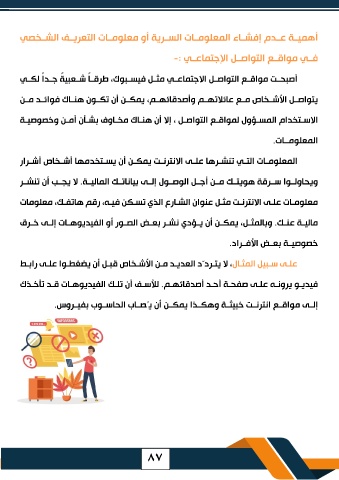 أهمية عدم إفشاء المعلومات السرية أو معلومات التعريف الشخصي
في مواقع التواصل الاجتماعي :-
أصبحت مواقع التواصل الاجتماعي مثل فيسبوك، طرقاً شعبيةً جداً لكي
يتواصل الأشخاص مع عائلاتهم وأصدقائهم، يمكن أن تكون هناك فوائد من
الاستخدام المسؤول لمواقع التواصل ، إلا أن هناك مخاوف بشأن أمن وخصوصية
المعلومات.
المعلومات التي تنشرها على الانترنت يمكن أن يستخدمها أشخاص أشرار
ويحاولوا سرقة هويتك من أجل الوصول إلى بياناتك المالية. لا يجب أن تنشر
معلومات على الانترنت مثل عنوان الشارع الذي تسكن فيه، رقم هاتفك، معلومات
مالية عنك. وبالمثل، يمكن أن يؤدي نشر بعض الصور أو الفيديوهات إلى خرق
خصوصية بعض الأفراد.
على سبيل المثال، لا يتردَد العديد من الأشخاص قبل أن يضغطوا على رابط
فيديو يرونه على صفحة أحد أصدقائهم. للأسف أن تلك الفيديوهات قد تأخذك
إلى مواقع انترنت خبيثة وهكذا يمكن أن يُصاب الحاسوب بفيروس.
٨٧